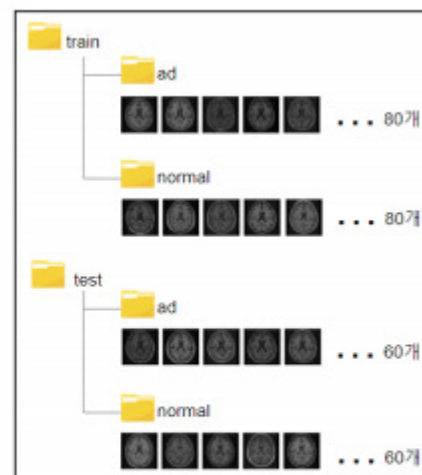 train
ad
... 80개
normal
... 80개
test
ad
... 60개
normal
... 60개